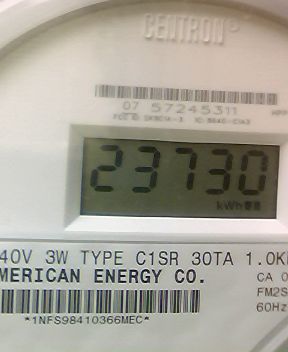 CENTRON®
07 57245311
23730
kWh
40V 3W TYPE C1SR 30TA 1.0K
MERICAN ENERGY CO.
CA 0
FM2S
60Hz
*1NFS98410366MEC*